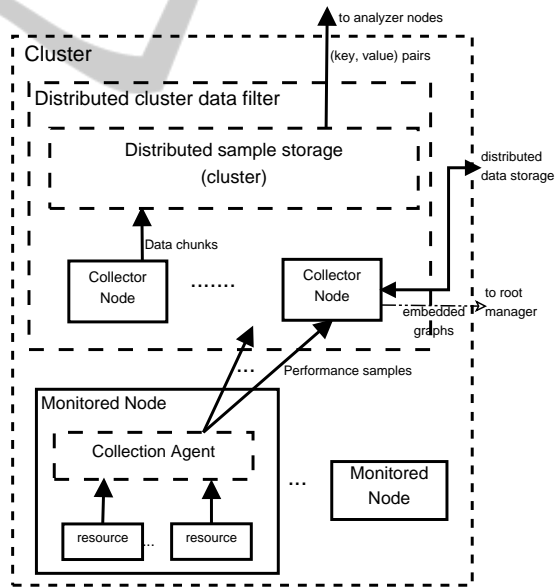 to analyzer nodes
Cluster
(key, value) pairs
Distributed cluster data filter
Distributed sample storage
(cluster)
distributed
data storage
Data chunks
Collector
Node
.......
Collector
Node
to root
manager
embedded
graphs
...
Performance samples
Monitored Node
Collection Agent
...
Monitored
Node
resource
...
resource